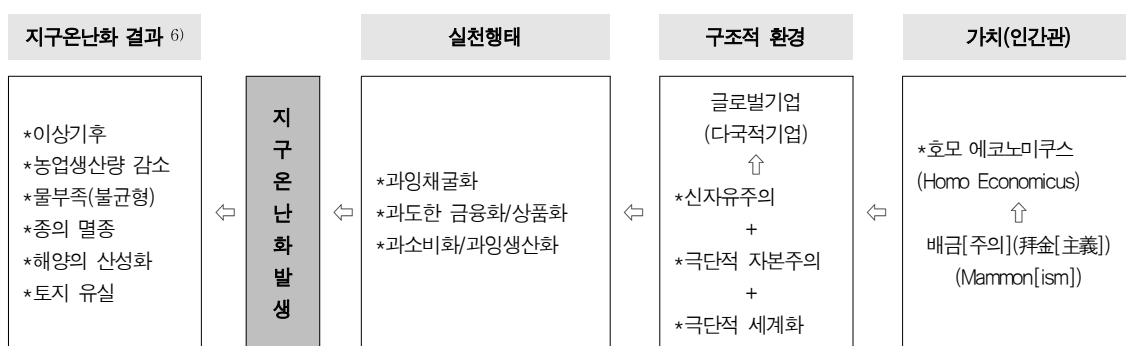 지구온난화 결과 6)
실천행태
구조적 환경
가치(인간관)
*이상기후
*농업생산량 감소
*물부족(불균형)
*종의 멸종
*해양의 산성화
*토지 유실
⇦
지
구
온
난
화
발
생
⇦
*과잉채굴화
*과도한 금융화/상품화
*과소비화/과잉생산화
⇦
글로벌기업
(다국적기업)
⇧
*신자유주의
+
*극단적 자본주의
+
*극단적 세계화
⇦
*호모 에코노미쿠스
(Homo Economicus)
⇧
배금[주의](拜金[主義])
(Mammon[ism])